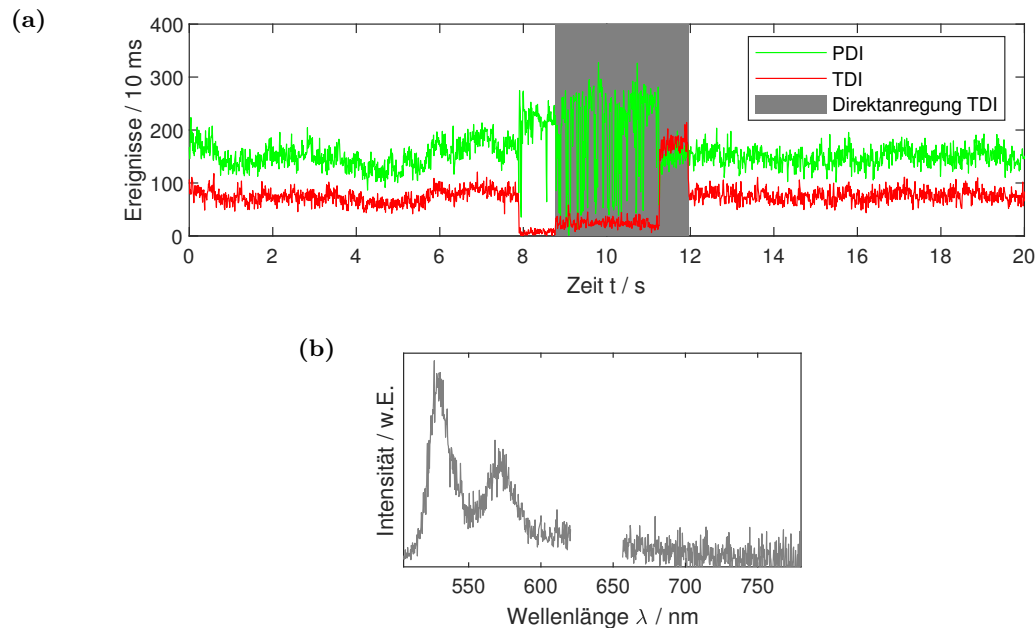 (a)
400
300
200
100
0
Ereignisse / 10 ms
PDI
TDI
Direktanregung TDI
0 2 4 6 8 10 12 14 16 18 20
Zeit t / s
(b)
Intensität / w.E.
550 600 650 700 750
Wellenlänge λ / nm